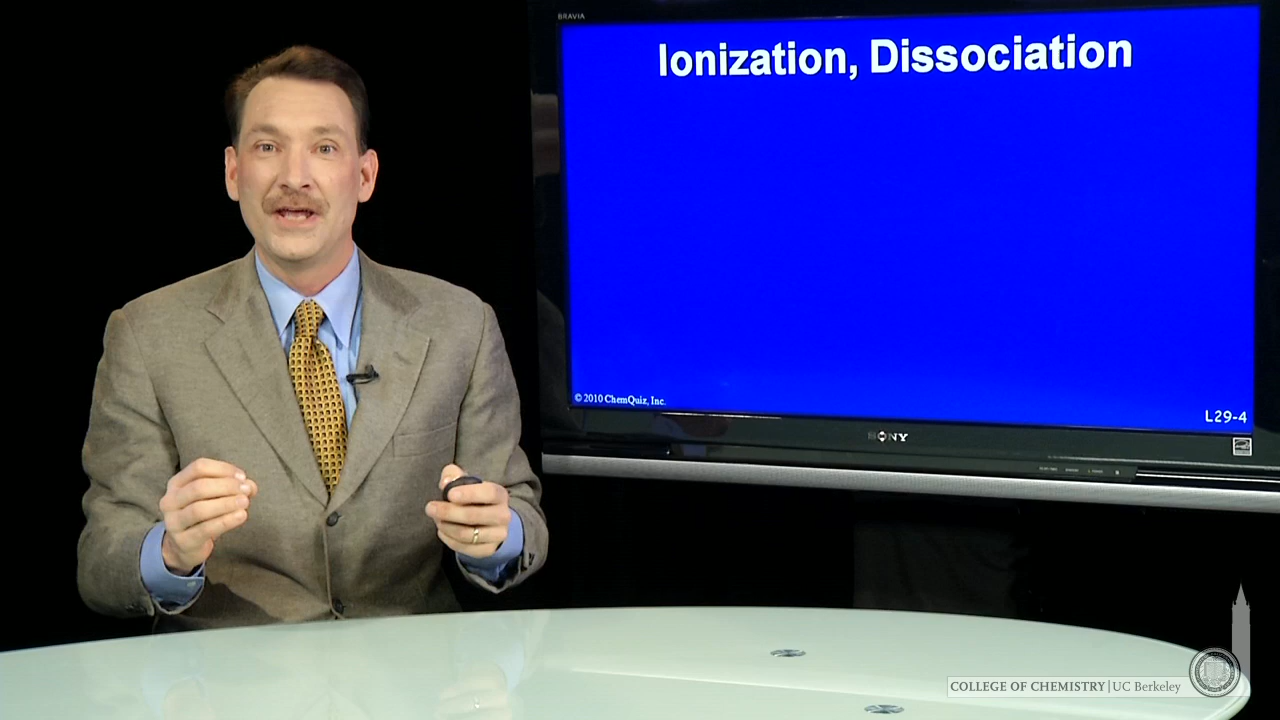 BRAVIA
Ionization, Dissociation
© 2010 ChemQuiz, Inc.
L29-4
SONY
COLLEGE OF CHEMISTRY | UC Berkeley